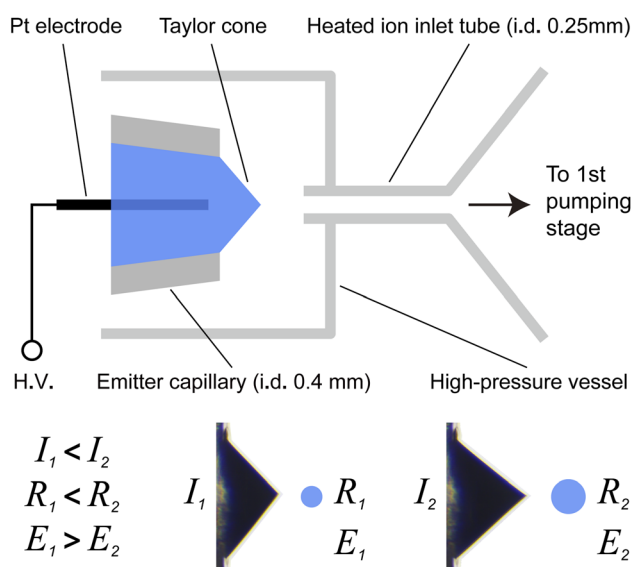 Pt electrode
Taylor cone
Heated ion inlet tube (i.d. 0.25mm)
To 1st
pumping
stage
H.V.
Emitter capillary (i.d. 0.4 mm)
High-pressure vessel
I₁ < I₂
R₁ < R₂
E₁ > E₂
I₁
R₁
E₁
I₂
R₂
E₂